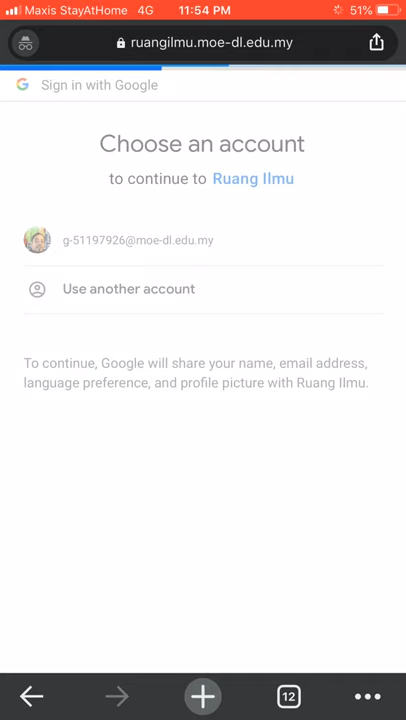 Maxis StayAtHome 4G 11:54 PM 51%
ruangilmu.moe-dl.edu.my
Sign in with Google
Choose an account
to continue to Ruang Ilmu
g-51197926@moe-dl.edu.my
Use another account
To continue, Google will share your name, email address,
language preference, and profile picture with Ruang Ilmu.
12